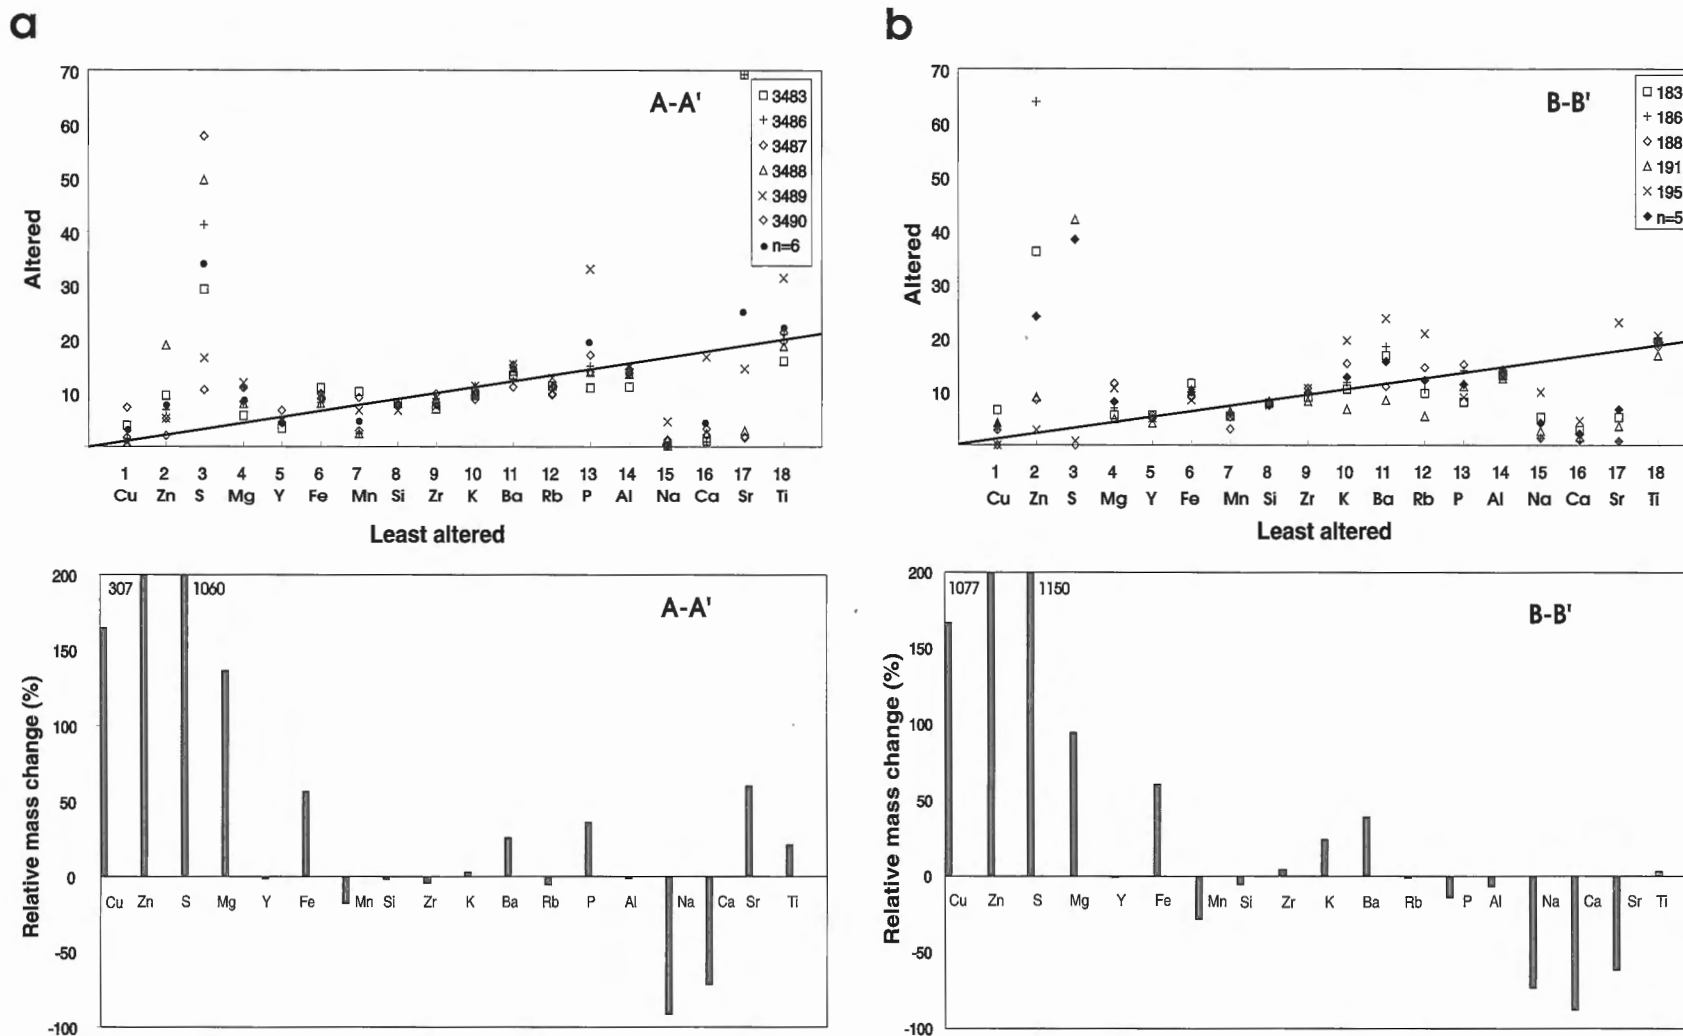 a
A-A'
70
60
50
40
30
20
10
Altered
3483
3486
3487
3488
3489
3490
n=6
1 2 3 4 5 6 7 8 9 10 11 12 13 14 15 16 17 18
Cu Zn S Mg Y Fe Mn Si Zr K Ba Rb P Al Na Ca Sr Ti
Least altered
b
B-B'
70
60
50
40
30
20
10
Altered
183
186
188
191
195
n=5
1 2 3 4 5 6 7 8 9 10 11 12 13 14 15 16 17 18
Cu Zn S Mg Y Fe Mn Si Zr K Ba Rb P Al Na Ca Sr Ti
Least altered
200
150
100
50
0
-50
-100
Relative mass change (%)
307 1060
A-A'
Cu Zn S Mg Y Fe Mn Si Zr K Ba Rb P Al Na Ca Sr Ti
200
150
100
50
0
-50
-100
Relative mass change (%)
1077 1150
B-B'
Cu Zn S Mg Y Fe Mn Si Zr K Ba Rb P Al Na Ca Sr Ti